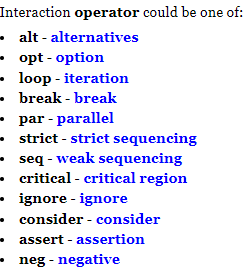 Interaction operator could be one of:
• alt - alternatives
• opt - option
• loop - iteration
• break - break
• par - parallel
• strict - strict sequencing
• seq - weak sequencing
• critical - critical region
• ignore - ignore
• consider - consider
• assert - assertion
• neg - negative